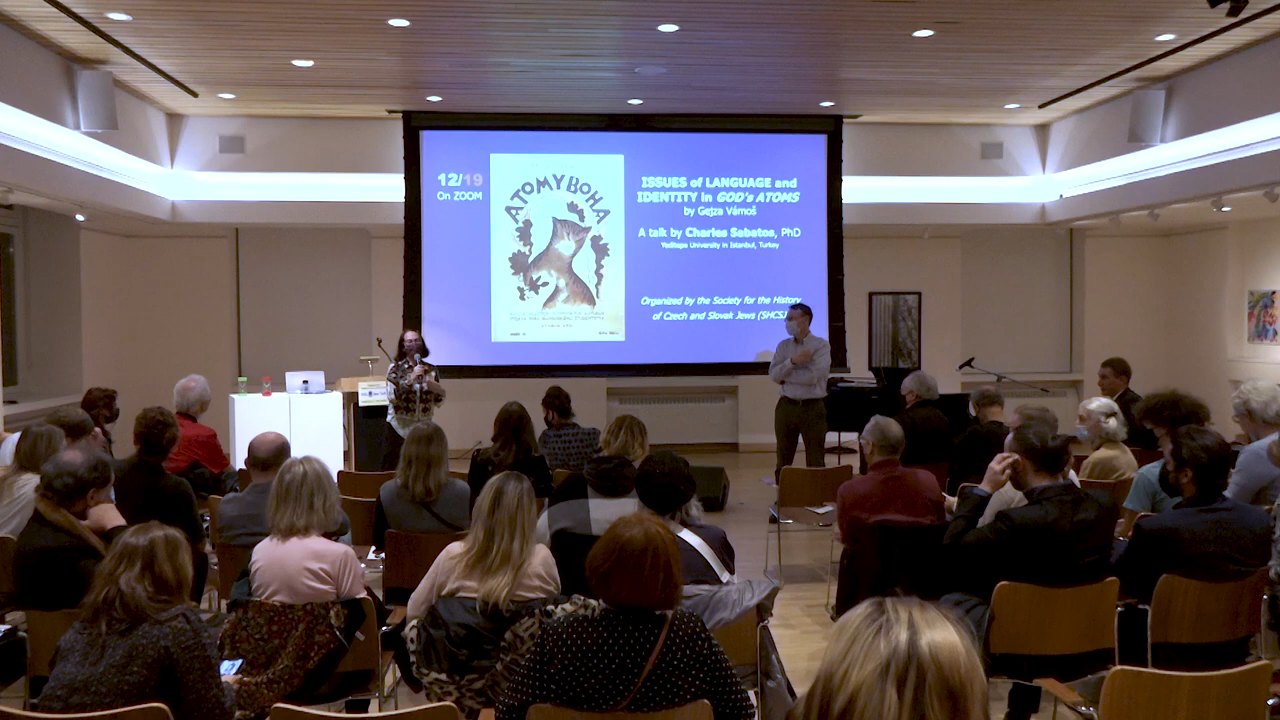 12/19
On ZOOM
ATOMY BOHA
ISSUES of LANGUAGE and
IDENTITY in GOD's ATOMS
by Gejza Vámoš
A talk by Charles Sabatos, PhD
Yeditepe University in Istanbul, Turkey
Organized by the Society for the History
of Czech and Slovak Jews (SHCSJ